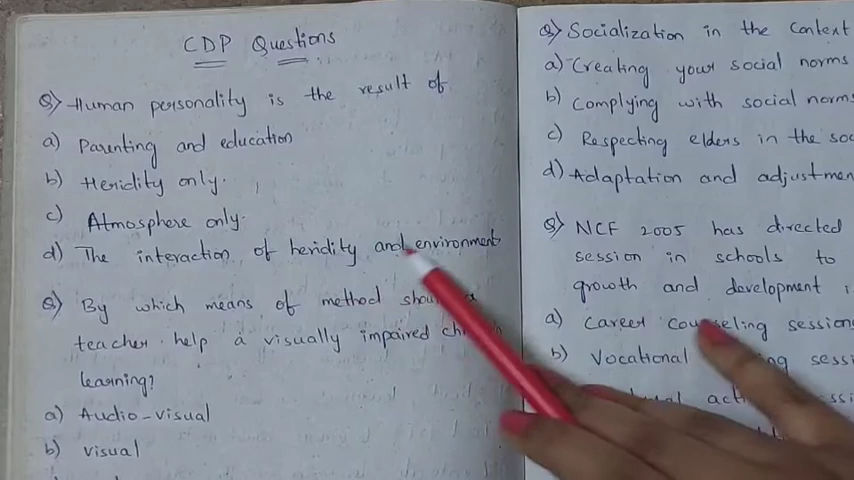 CDP Questions
Q) Human personality is the result of
a) Parenting and education
b) Heridity only.
c) Atmosphere only.
d) The interaction of heridity and environment
Q) By which means of method a
teacher help a visually impaired
learning?
a) Audio-visual
b) visual
Q) Socialization in the Context
a) Creating your social norms
b) Complying with social norms
c) Respecting elders in the
d) Adaptation and
Q) NCF 2005 has directed
session in schools to
growth and development
a) Career counseling
b) Vocational